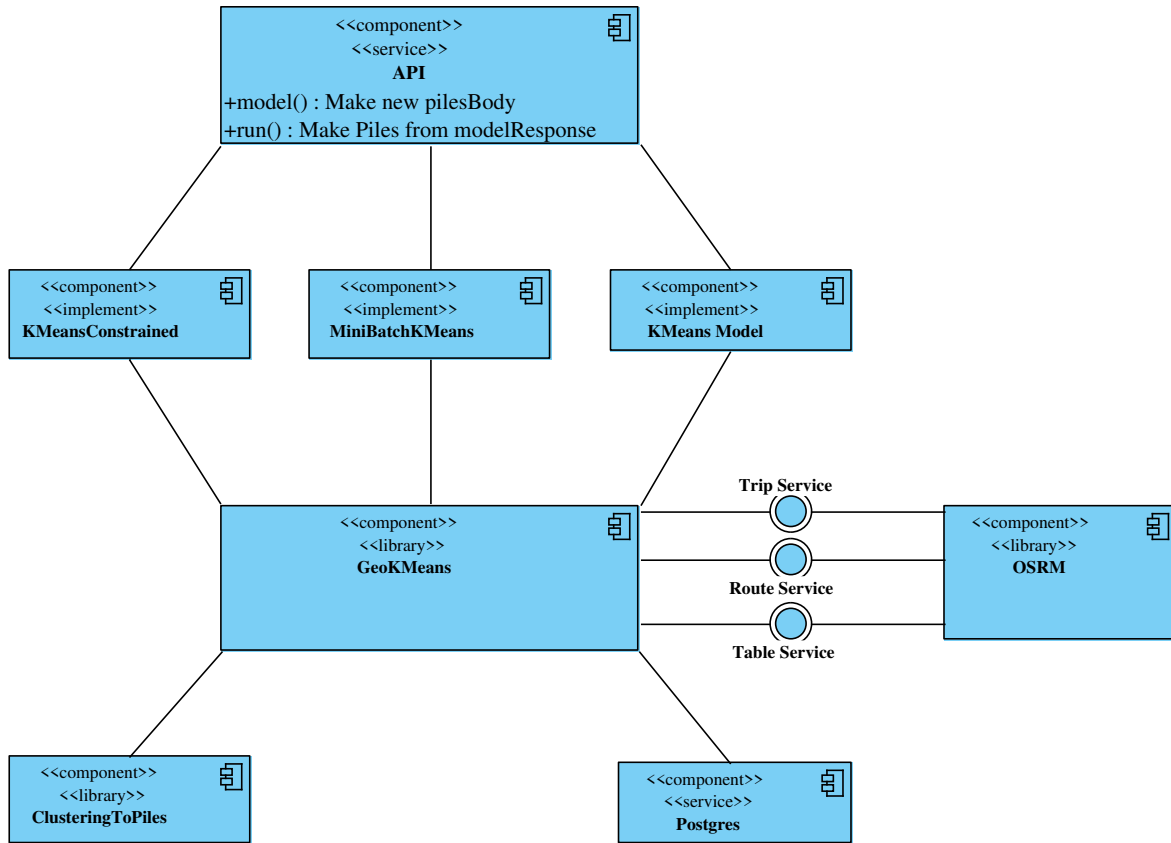 <<component>>
<<service>>
API
+model() : Make new pilesBody
+run() : Make Piles from modelResponse
<<component>>
<<implement>>
KMeansConstrained
<<component>>
<<implement>>
MiniBatchKMeans
<<component>>
<<implement>>
KMeans Model
<<component>>
<<library>>
GeoKMeans
Trip Service
Route Service
Table Service
<<component>>
<<library>>
OSRM
<<component>>
<<library>>
ClusteringToPiles
<<component>>
<<service>>
Postgres